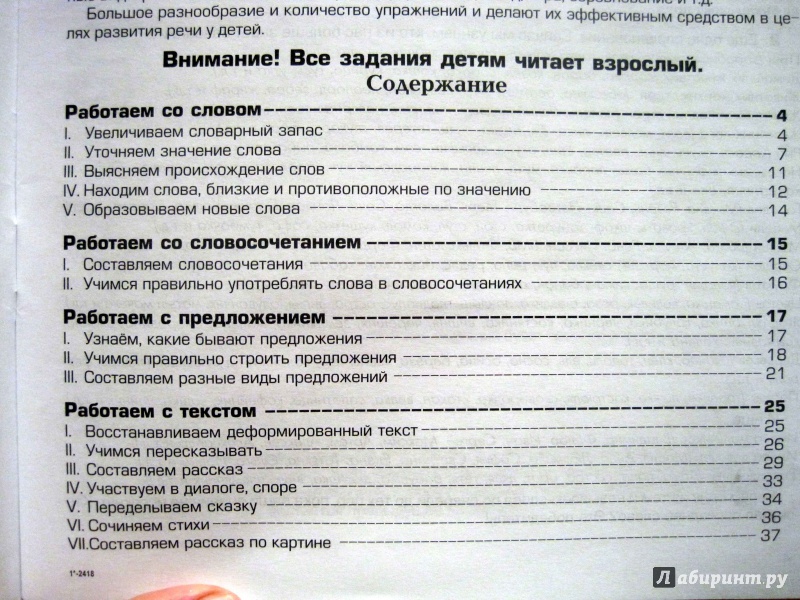 Большое разнообразие и количество упражнений и делают их эффективным средством в це-
лях развития речи у детей.
Внимание! Все задания детям читает взрослый.
Содержание
Работаем со словом 4
I. Увеличиваем словарный запас 4
II. Уточняем значение слова 7
III. Выясняем происхождение слов 11
IV. Находим слова, близкие и противоположные по значению 12
V. Образовываем новые слова 14
Работаем со словосочетанием 15
I. Составляем словосочетания 15
II. Учимся правильно употреблять слова в словосочетаниях 16
Работаем с предложением 17
I. Узнаём, какие бывают предложения 17
II. Учимся правильно строить предложения 18
III. Составляем разные виды предложений 21
Работаем с текстом 25
I. Восстанавливаем деформированный текст 25
II. Учимся пересказывать 26
III. Составляем рассказ 29
IV. Участвуем в диалоге, споре 33
V. Переделываем сказку 34
VI. Сочиняем стихи 36
VII.Составляем рассказ по картине 37
1*-2418
Лабиринт.ру